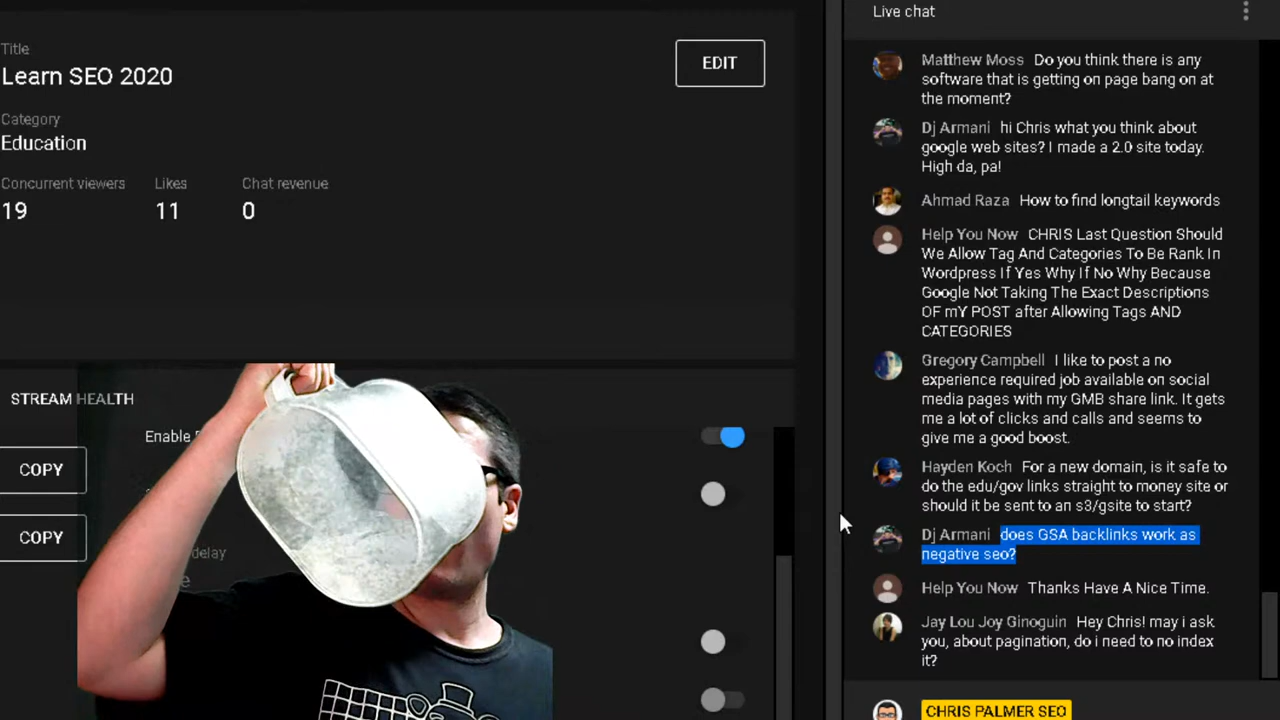 Title
Learn SEO 2020
EDIT
Category
Education
Concurrent viewers
Likes
Chat revenue
19
11
0
STREAM HEALTH
Enable
COPY
COPY
delay
Live chat
Matthew Moss Do you think there is any
software that is getting on page bang on at
the moment?
Dj Armani hi Chris what you think about
google web sites? I made a 2.0 site today.
High da, pa!
Ahmad Raza How to find longtail keywords
Help You Now CHRIS Last Question Should
We Allow Tag And Categories To Be Rank In
Wordpress If Yes Why If No Why Because
Google Not Taking The Exact Descriptions
OF mY POST after Allowing Tags AND
CATEGORIES
Gregory Campbell I like to post a no
experience required job available on social
media pages with my GMB share link. It gets
me a lot of clicks and calls and seems to
give me a good boost.
Hayden Koch For a new domain, is it safe to
do the edu/gov links straight to money site or
should it be sent to an s3/gsite to start?
Dj Armani does GSA backlinks work as
negative seo?
Help You Now Thanks Have A Nice Time.
Jay Lou Joy Ginoguin Hey Chris! may i ask
you, about pagination, do i need to no index
it?
CHRIS PALMER SEO